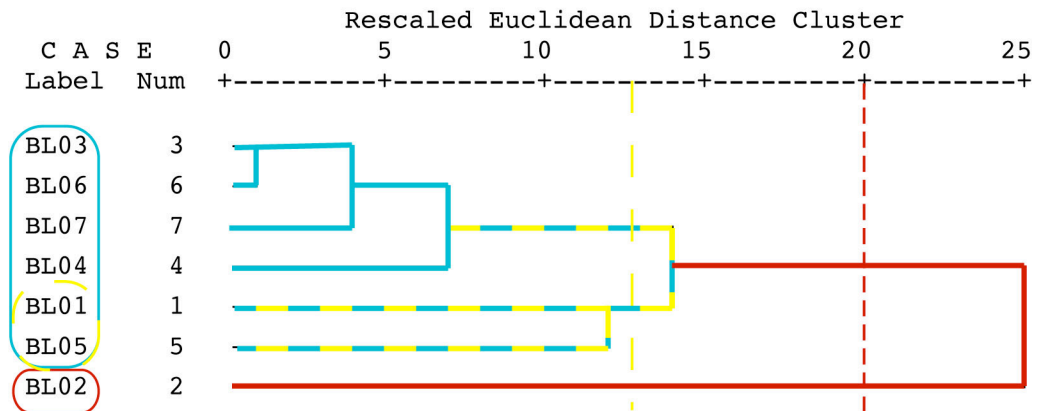 Rescaled Euclidean Distance Cluster
C A S E 0 5 10 15 20 25
Label Num +---------+---------+---------+---------+---------+
BL03 3
BL06 6
BL07 7
BL04 4
BL01 1
BL05 5
BL02 2